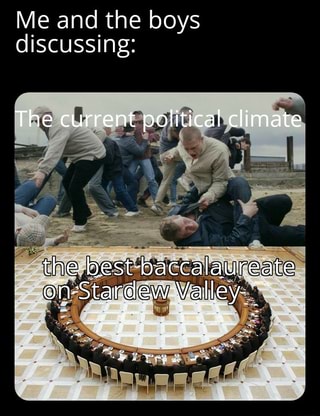 Me and the boys
discussing:
The current political climate
the best baccalaureate
on Stardew Valley